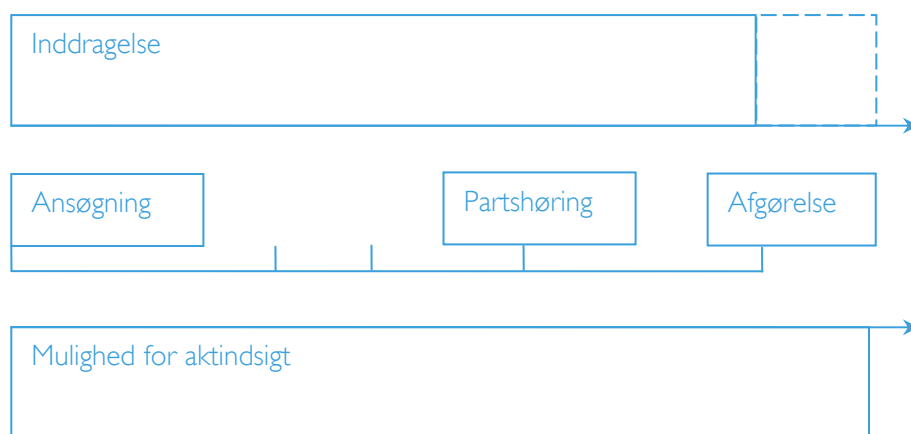 Inddragelse
Ansøgning
Partshøring
Afgørelse
Mulighed for aktindsigt